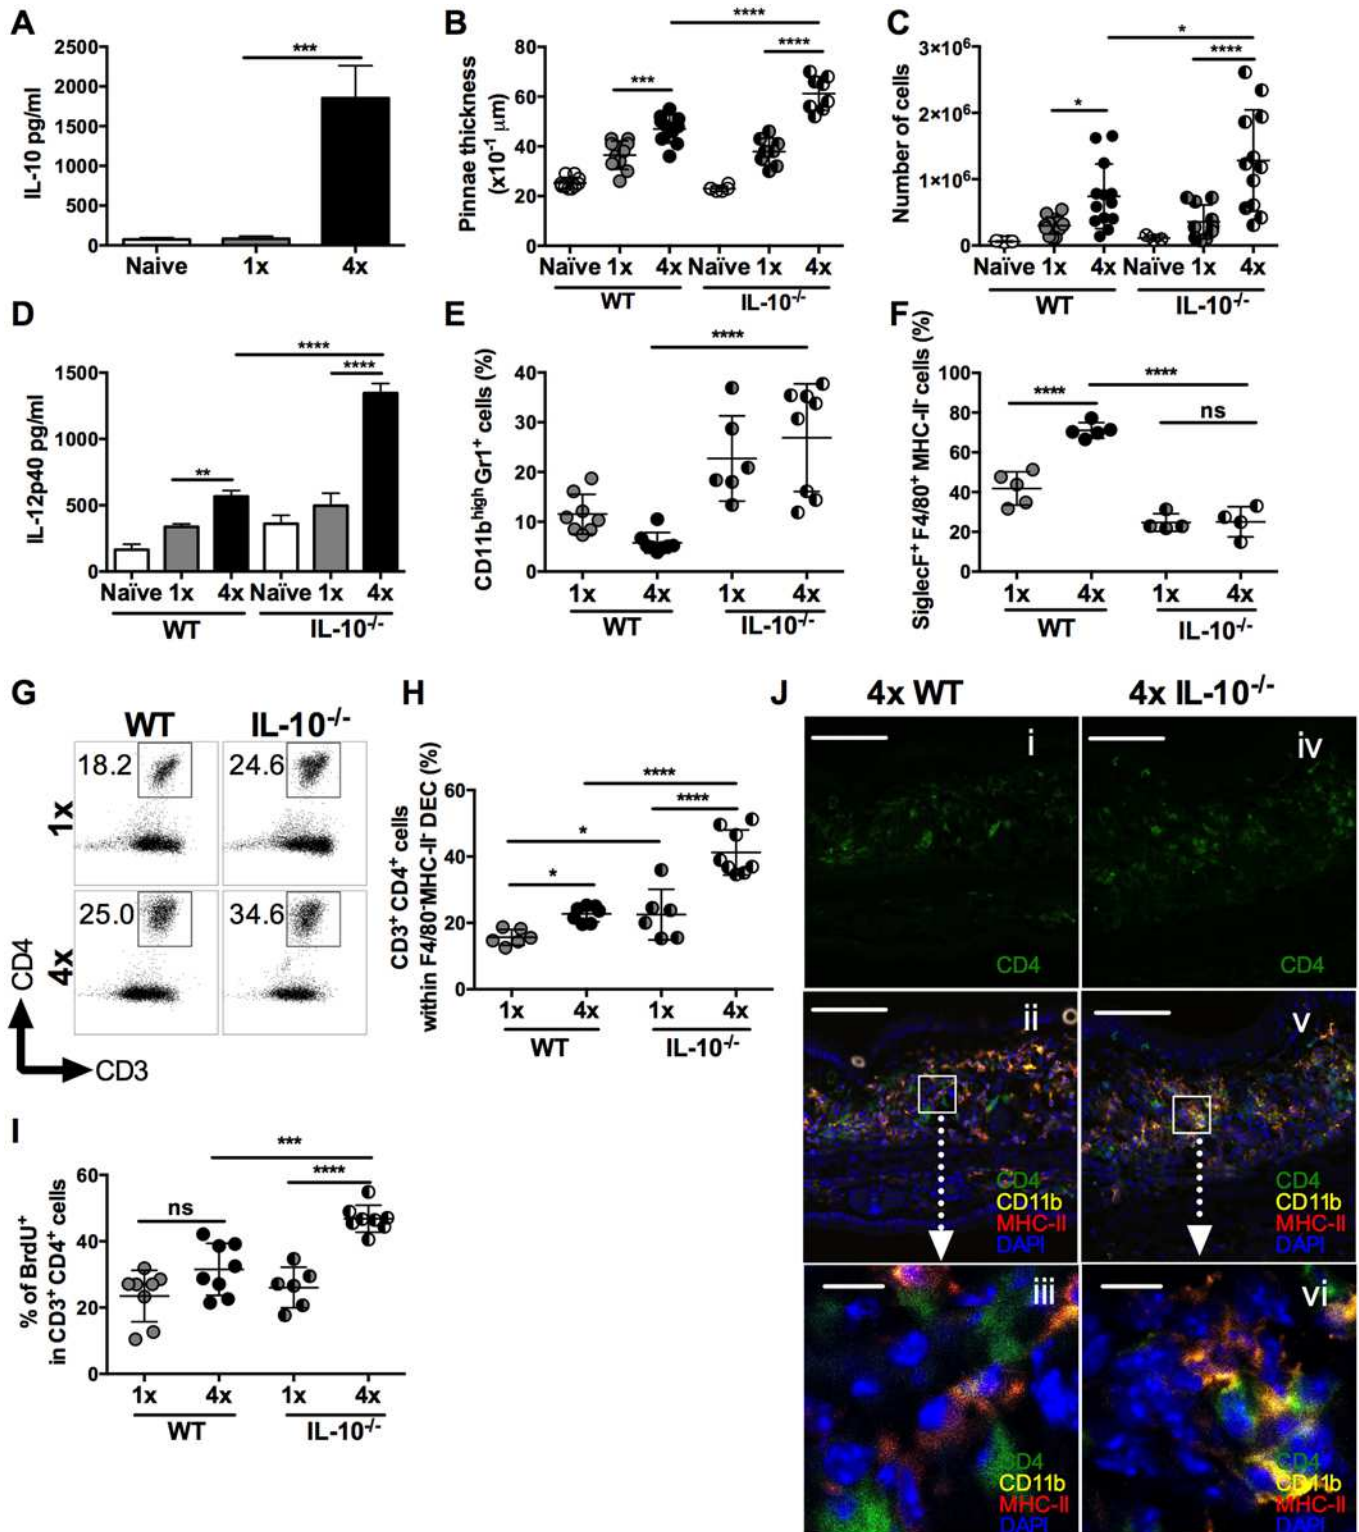 A
IL-10 pg/ml
2500
2000
1500
1000
500
0
***
Naïve 1x 4x
B
Pinnae thickness
(x10⁻¹ μm)
80
60
40
20
0
***
****
****
Naïve 1x 4x Naïve 1x 4x
WT IL-10⁻/⁻
C
Number of cells
3×10⁶
2×10⁶
1×10⁶
0
*
*
****
Naïve 1x 4x Naïve 1x 4x
WT IL-10⁻/⁻
D
IL-12p40 pg/ml
1500
1000
500
0
**
****
****
Naïve 1x 4x Naïve 1x 4x
WT IL-10⁻/⁻
E
CD11bʰⁱᵍʰGr1⁺ cells (%)
40
30
20
10
0
****
1x 4x 1x 4x
WT IL-10⁻/⁻
F
SiglecF⁺ F4/80⁺ MHC-II⁻ cells (%)
100
80
60
40
20
0
****
****
ns
1x 4x 1x 4x
WT IL-10⁻/⁻
G
WT IL-10⁻/⁻
1x
18.2 24.6
4x
25.0 34.6
CD4
CD3
H
CD3⁺ CD4⁺ cells
within F4/80⁻MHC-II⁻ DEC (%)
60
40
20
0
****
****
*
*
1x 4x 1x 4x
WT IL-10⁻/⁻
I
% of BrdU⁺
in CD3⁺ CD4⁺ cells
60
40
20
0
***
****
ns
1x 4x 1x 4x
WT IL-10⁻/⁻
J
4x WT 4x IL-10⁻/⁻
i
CD4
iv
CD4
ii
CD4
CD11b
MHC-II
DAPI
v
CD4
CD11b
MHC-II
DAPI
iii
CD4
CD11b
MHC-II
DAPI
vi
CD4
CD11b
MHC-II
DAPI